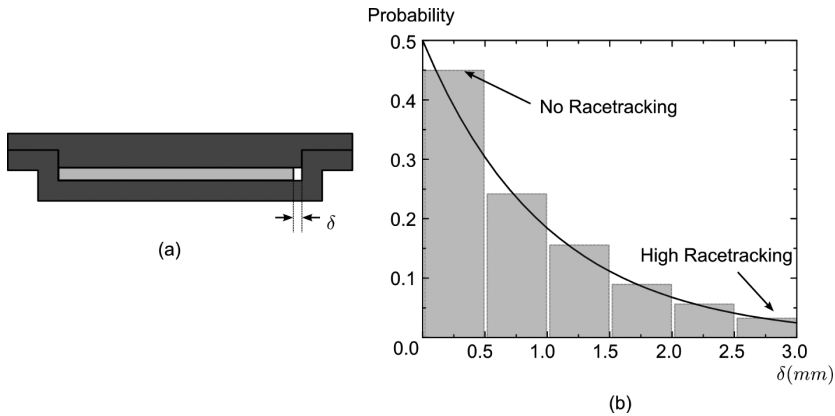 δ
(a)
Probability
0.5
0.4
0.3
0.2
0.1
0.0
No Racetracking
High Racetracking
0.5 1.0 1.5 2.0 2.5 3.0
δ(mm)
(b)